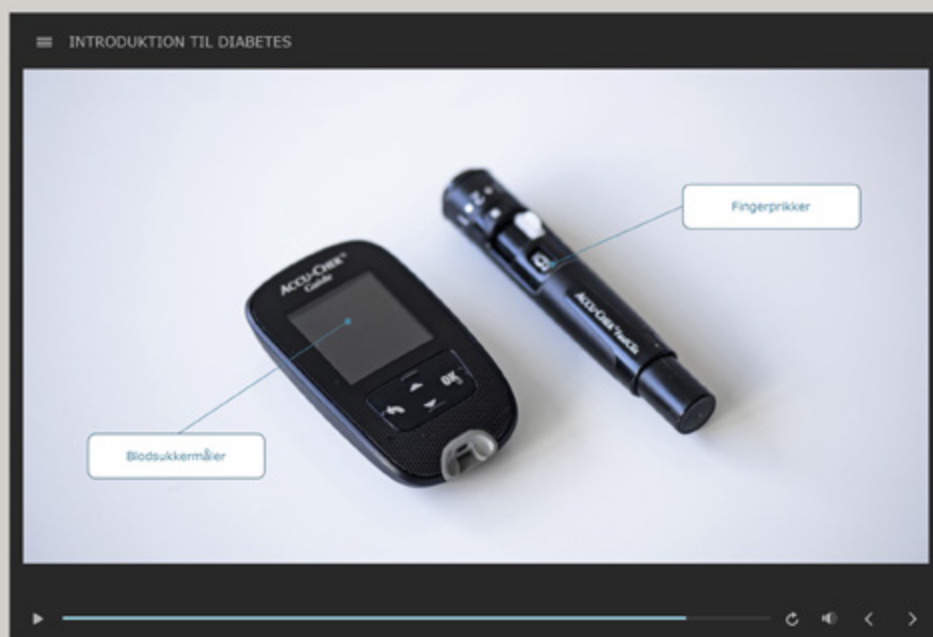 INTRODUKTION TIL DIABETES
Fingerprikker
ACCU-CHEK
Guide
ACCU-CHEK FastClix
OK
Blodsukkermåler